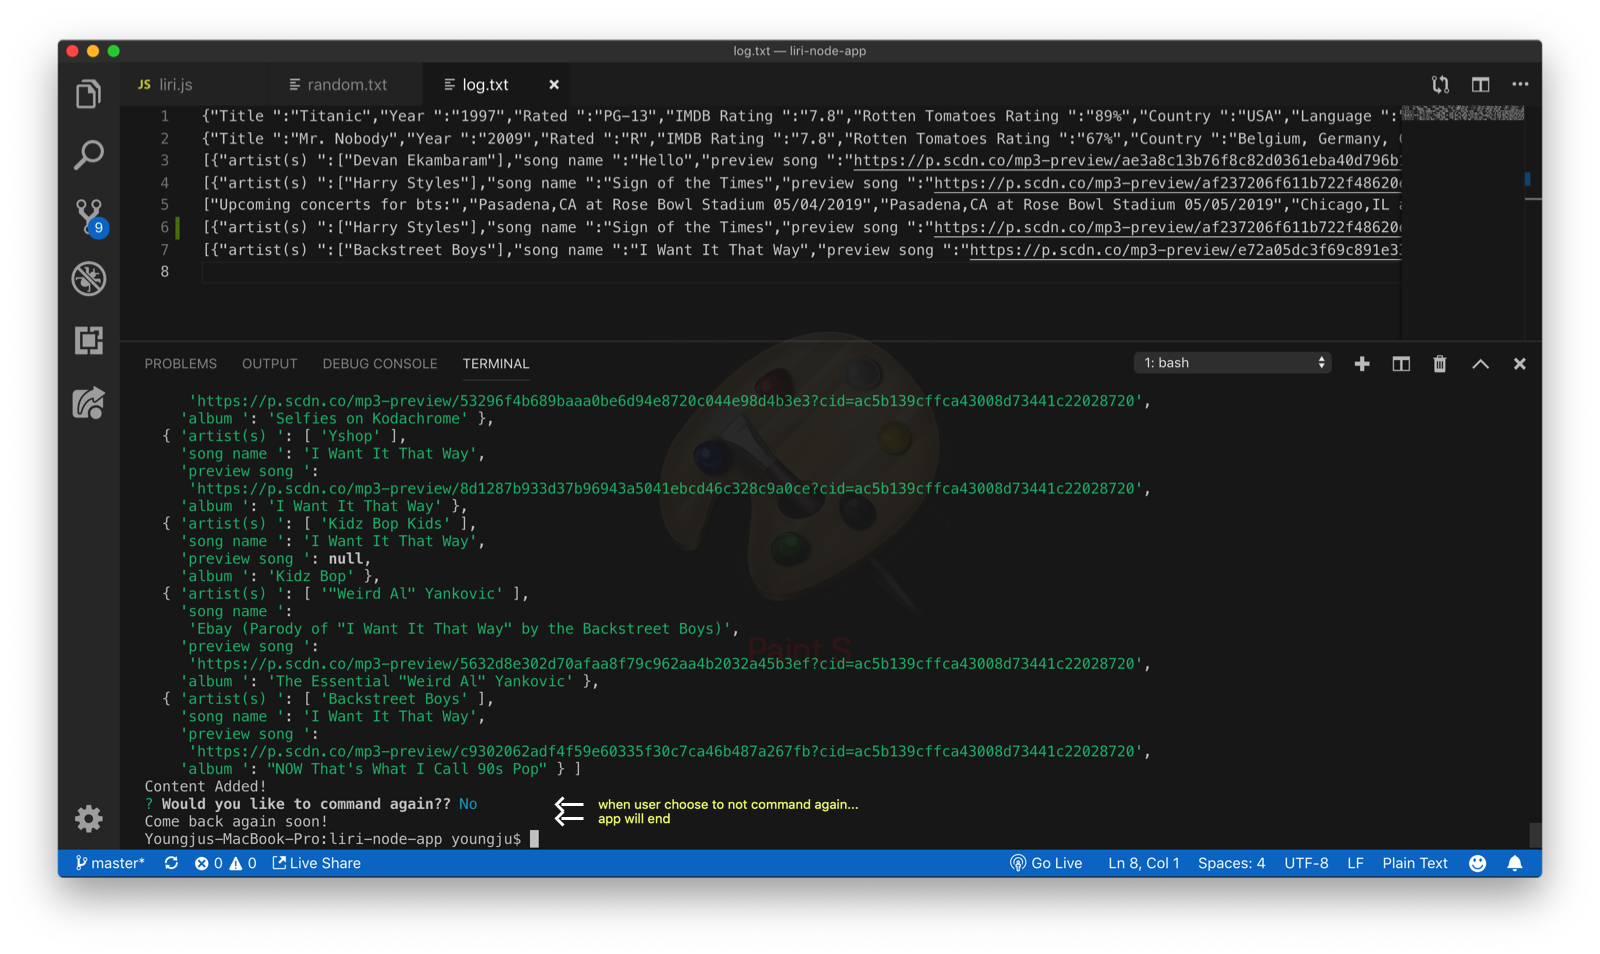 log.txt — liri-node-app
JS liri.js
random.txt
log.txt
1 {"Title ":"Titanic","Year ":"1997","Rated ":"PG-13","IMDB Rating ":"7.8","Rotten Tomatoes Rating ":"89%","Country ":"USA","Language ":"
2 {"Title ":"Mr. Nobody","Year ":"2009","Rated ":"R","IMDB Rating ":"7.8","Rotten Tomatoes Rating ":"67%","Country ":"Belgium, Germany,
3 [{"artist(s) ":["Devan Ekambaram"],"song name ":"Hello","preview song ":"https://p.scdn.co/mp3-preview/ae3a8c13b76f8c82d0361eba40d796b
4 [{"artist(s) ":["Harry Styles"],"song name ":"Sign of the Times","preview song ":"https://p.scdn.co/mp3-preview/af237206f611b722f48620
5 ["Upcoming concerts for bts:","Pasadena,CA at Rose Bowl Stadium 05/04/2019","Pasadena,CA at Rose Bowl Stadium 05/05/2019","Chicago,IL a
6 [{"artist(s) ":["Harry Styles"],"song name ":"Sign of the Times","preview song ":"https://p.scdn.co/mp3-preview/af237206f611b722f48620
7 [{"artist(s) ":["Backstreet Boys"],"song name ":"I Want It That Way","preview song ":"https://p.scdn.co/mp3-preview/e72a05dc3f69c891e3
8
9
PROBLEMS OUTPUT DEBUG CONSOLE TERMINAL
1: bash
'https://p.scdn.co/mp3-preview/53296f4b689baaa0be6d94e8720c044e98d4b3e3?cid=ac5b139cffca43008d73441c22028720',
'album ': 'Selfies on Kodachrome' },
{ 'artist(s) ': [ 'Yshop' ],
'song name ': 'I Want It That Way',
'preview song ':
'https://p.scdn.co/mp3-preview/8d1287b933d37b96943a5041ebcd46c328c9a0ce?cid=ac5b139cffca43008d73441c22028720',
'album ': 'I Want It That Way' },
{ 'artist(s) ': [ 'Kidz Bop Kids' ],
'song name ': 'I Want It That Way',
'preview song ': null,
'album ': 'Kidz Bop' },
{ 'artist(s) ': [ '"Weird Al" Yankovic' ],
'song name ':
'Ebay (Parody of "I Want It That Way" by the Backstreet Boys)',
'preview song ':
Paint S
'https://p.scdn.co/mp3-preview/5632d8e302d70afaa8f79c962aa4b2032a45b3ef?cid=ac5b139cffca43008d73441c22028720',
'album ': 'The Essential "Weird Al" Yankovic' },
{ 'artist(s) ': [ 'Backstreet Boys' ],
'song name ': 'I Want It That Way',
'preview song ':
'https://p.scdn.co/mp3-preview/c9302062adf4f59e60335f30c7ca46b487a267fb?cid=ac5b139cffca43008d73441c22028720',
'album ': "NOW That's What I Call 90s Pop" } ]
Content Added!
? Would you like to command again?? No
when user choose to not command again...
app will end
Come back again soon!
Youngjus-MacBook-Pro:liri-node-app youngju$
master* 0 0 Live Share Go Live Ln 8, Col 1 Spaces: 4 UTF-8 LF Plain Text